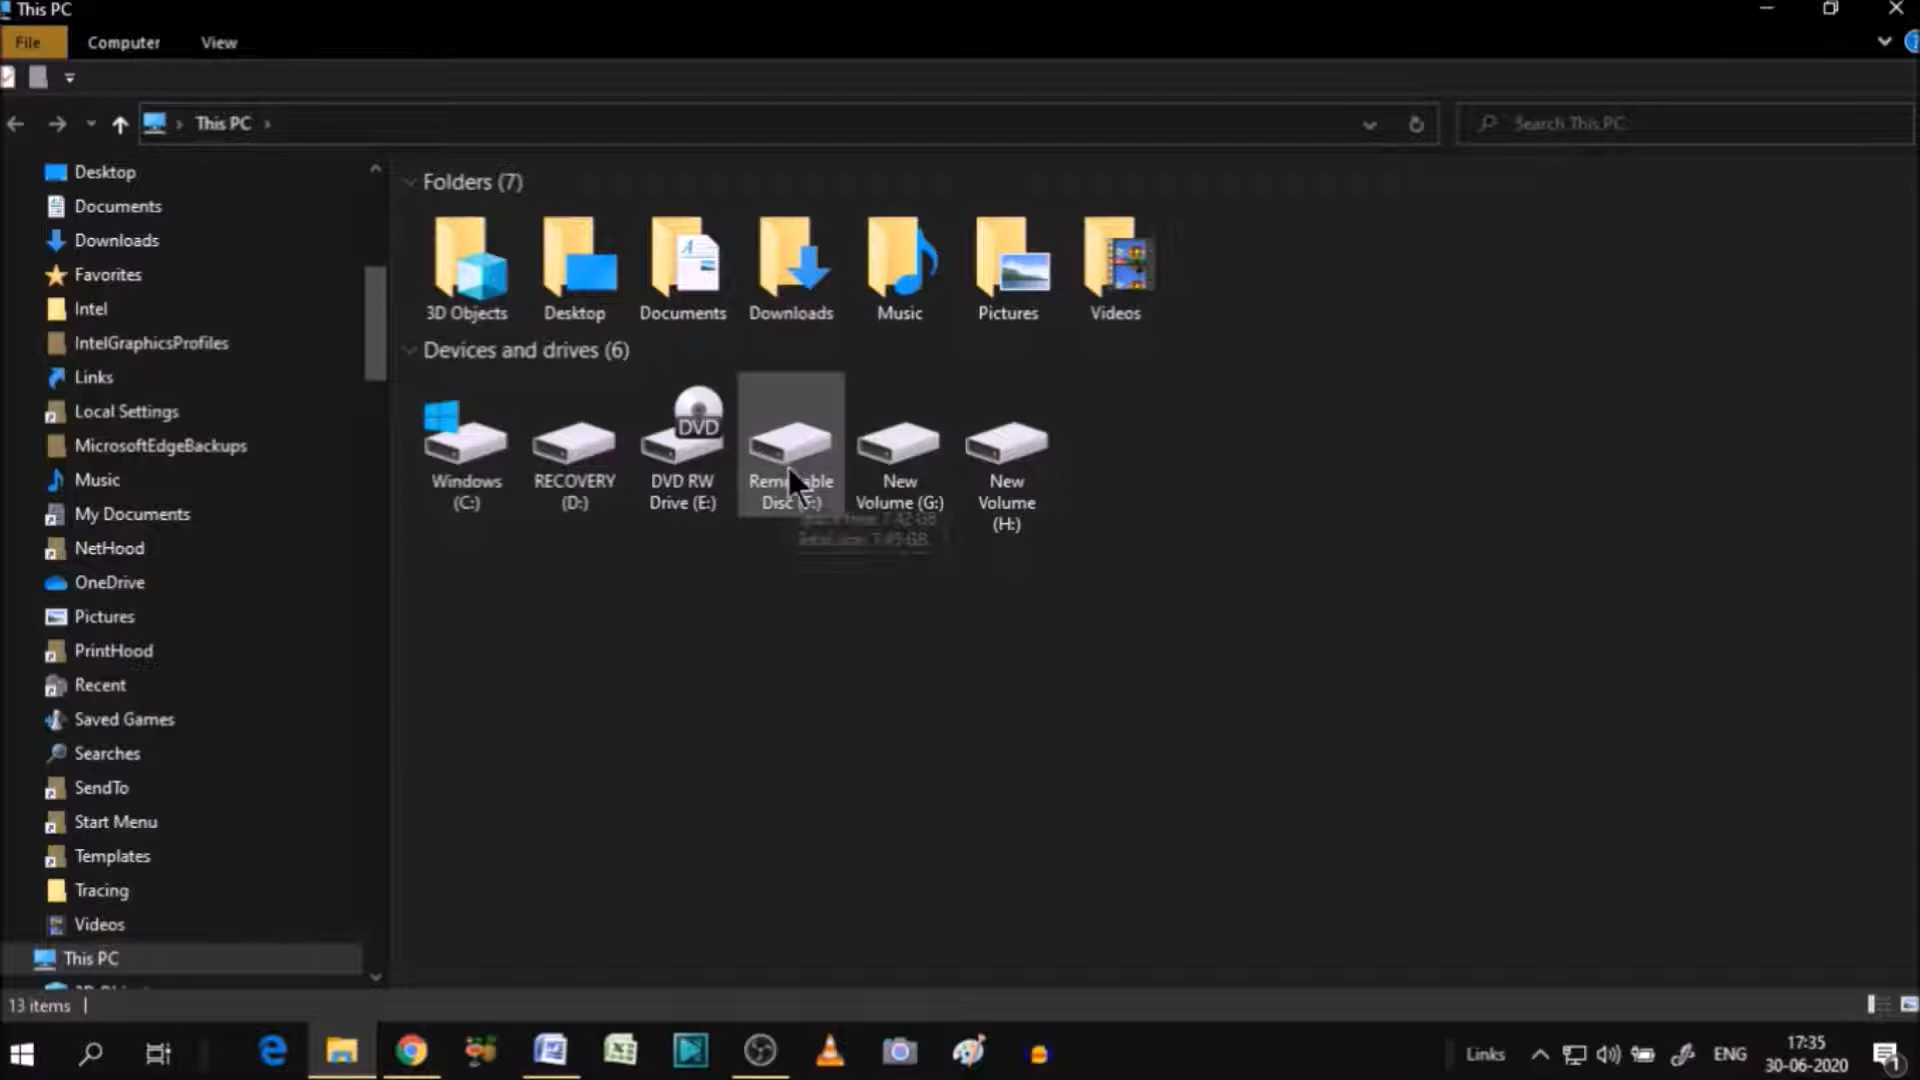 This PC
File
Computer
View
This PC
Search This PC
Desktop
Documents
Downloads
Favorites
Intel
IntelGraphicsProfiles
Links
Local Settings
MicrosoftEdgeBackups
Music
My Documents
NetHood
OneDrive
Pictures
PrintHood
Recent
Saved Games
Searches
SendTo
Start Menu
Templates
Tracing
Videos
This PC
Folders (7)
3D Objects
Desktop
Documents
Downloads
Music
Pictures
Videos
Devices and drives (6)
Windows
(C:)
RECOVERY
(D:)
DVD
DVD RW
Drive (E:)
Disc
New
Volume (G:)
New
Volume
(H:)
13 items
Links
ENG
17:35
30-06-2020
1